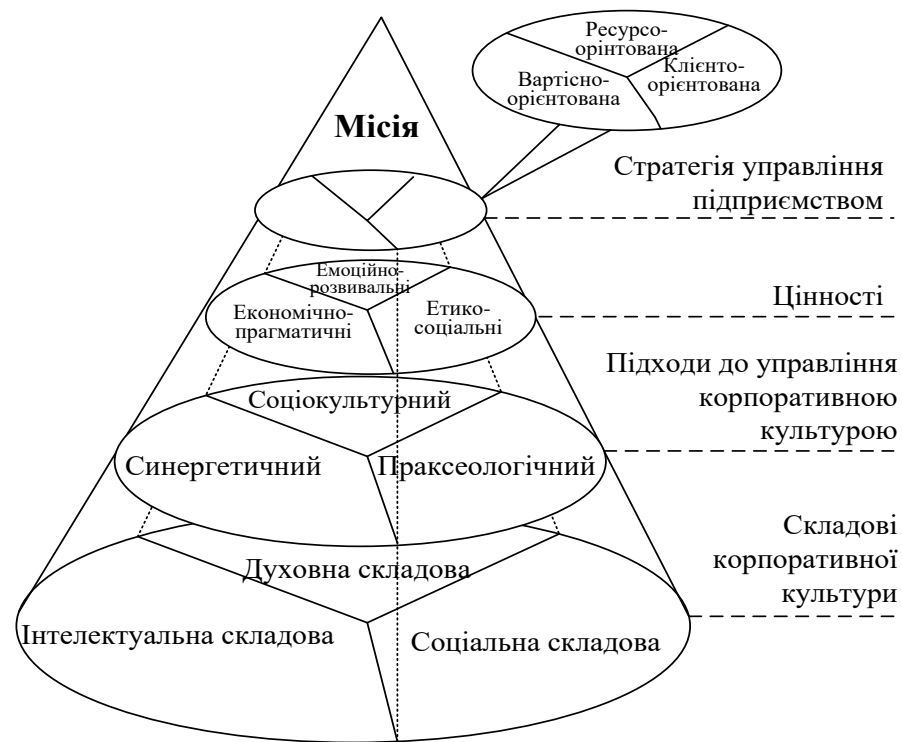 Ресурсо-
орінтована
Вартісно-
орієнтована
Клієнто-
орієнтована
Місія
Стратегія управління
підприємством
Емоційно-
розвивальні
Економічно-
прагматичні
Етико-
соціальні
Цінності
Підходи до управління
корпоративною
культурою
Соціокультурний
Синергетичний
Праксеологічний
Складові
корпоративної
культури
Духовна складова
Інтелектуальна складова
Соціальна складова